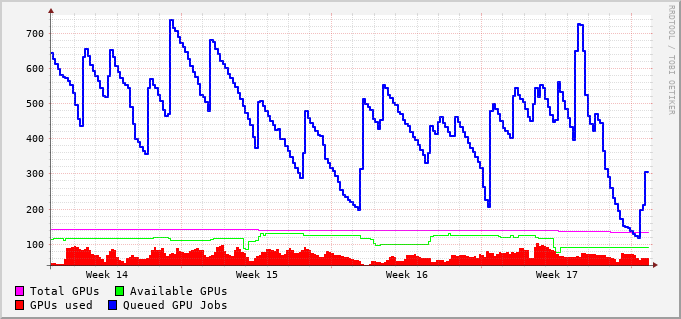 RRDTOOL / TOBI OETIKER
700
600
500
400
300
200
100
Week 14 Week 15 Week 16 Week 17
Total GPUs Available GPUs
GPUs used Queued GPU Jobs